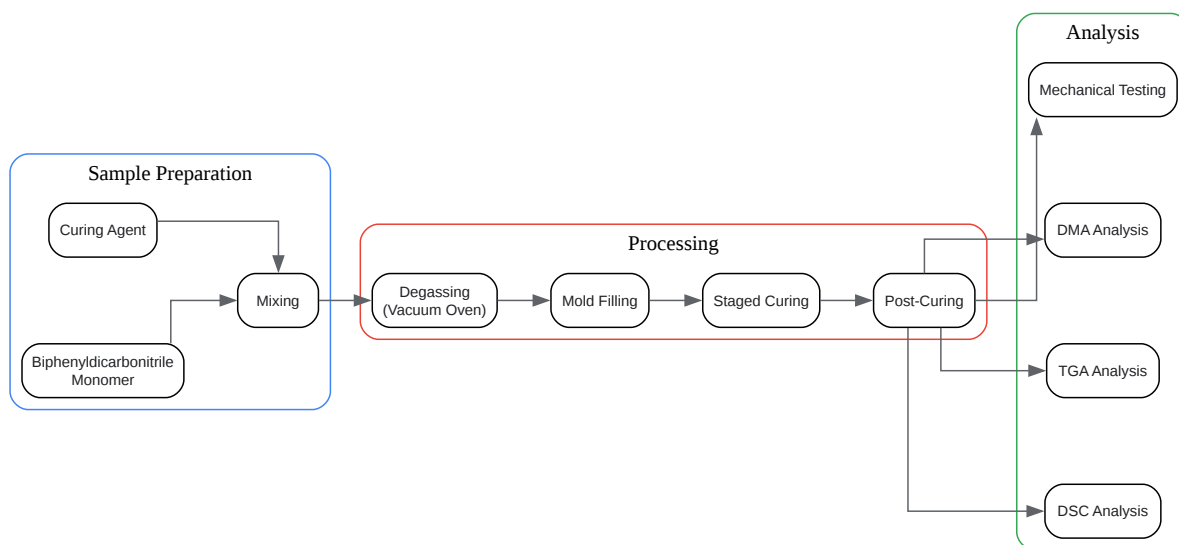 Sample Preparation
Curing Agent
Biphenyldicarbonitrile
Monomer
Mixing
Processing
Degassing
(Vacuum Oven)
Mold Filling
Staged Curing
Post-Curing
Analysis
Mechanical Testing
DMA Analysis
TGA Analysis
DSC Analysis